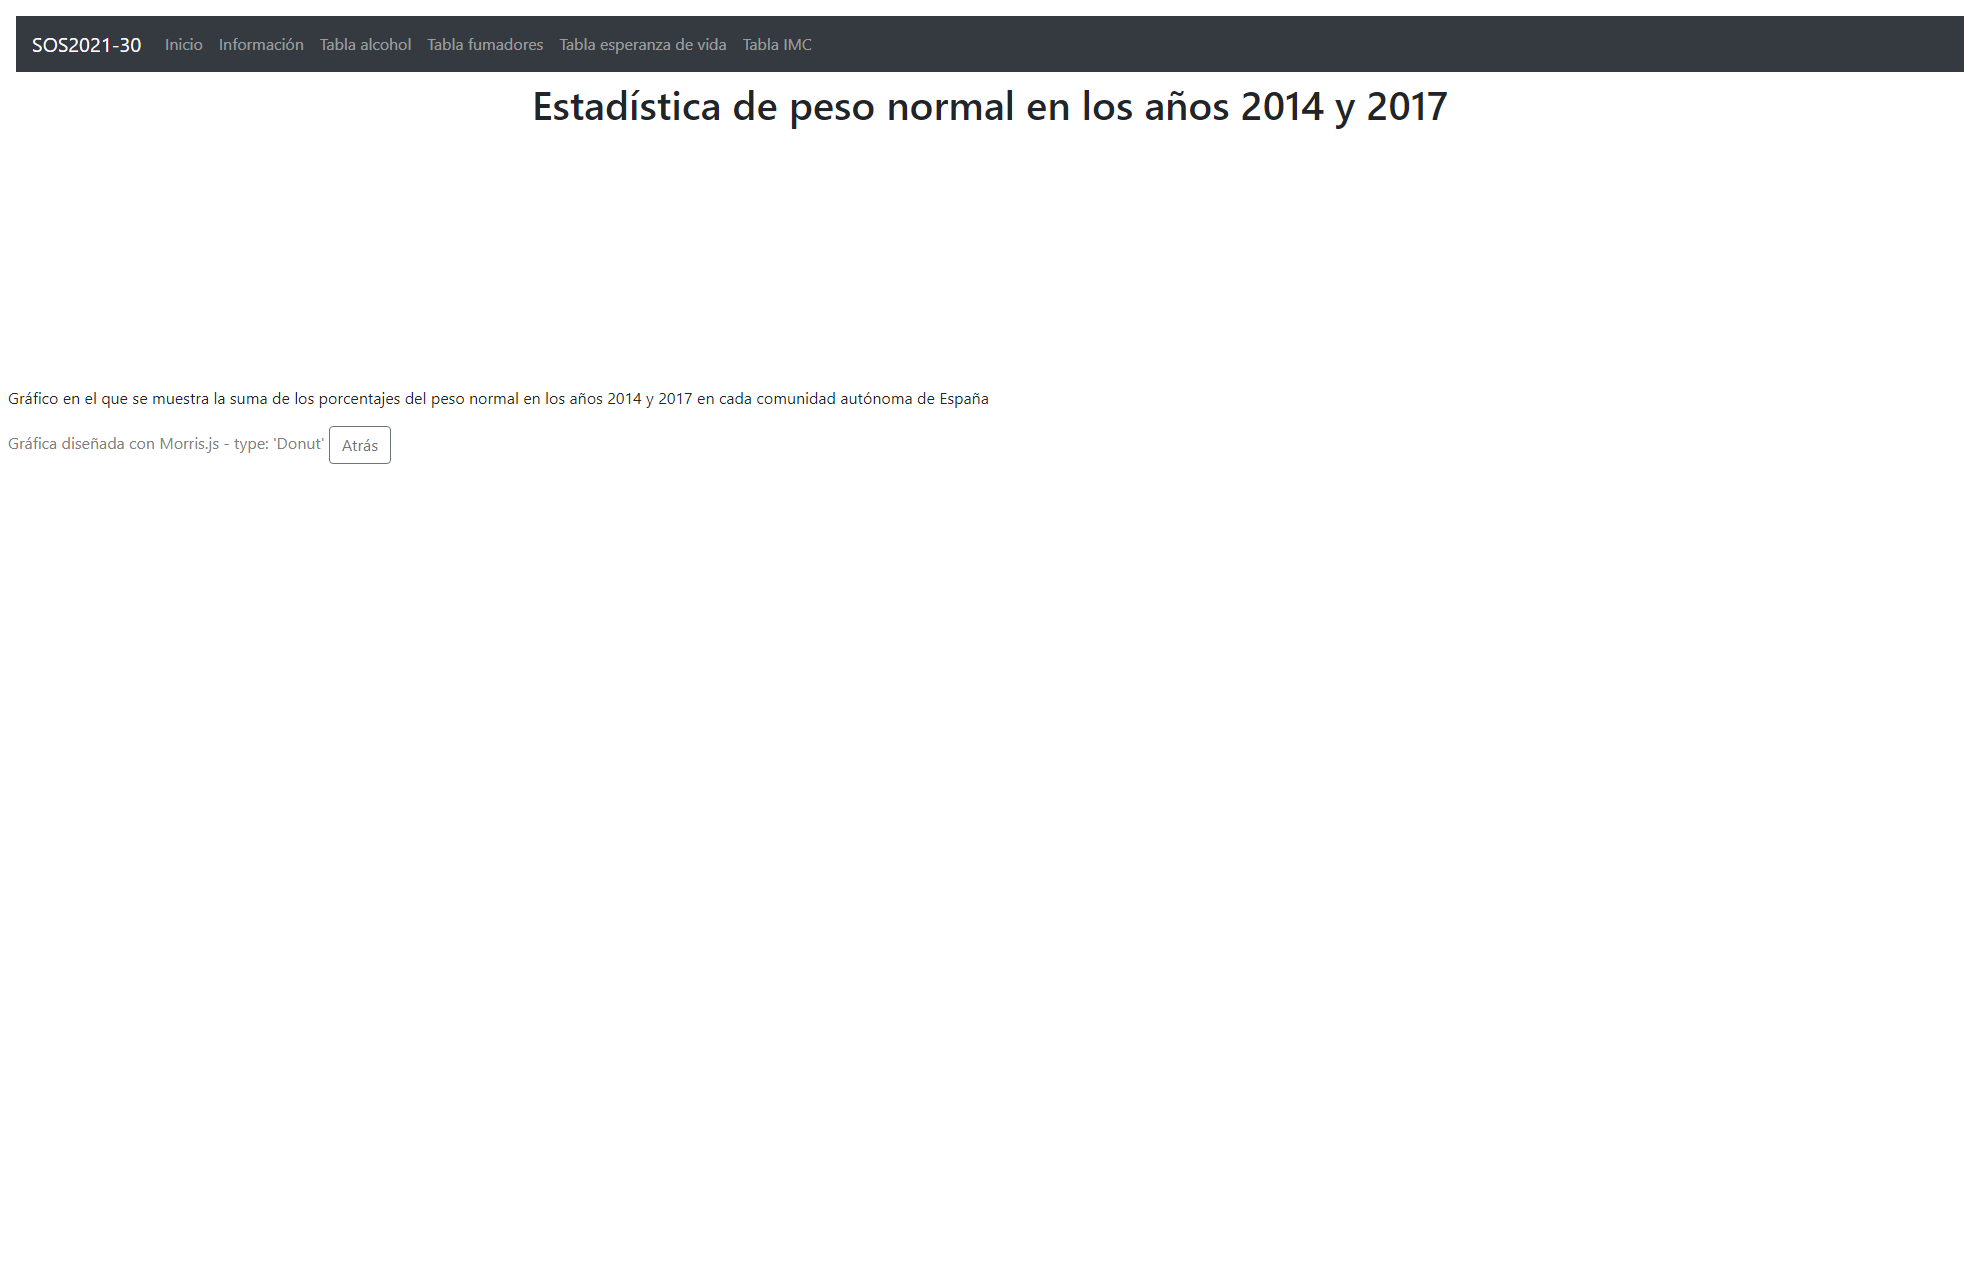 SOS2021-30 Inicio Información Tabla alcohol Tabla fumadores Tabla esperanza de vida Tabla IMC
Estadística de peso normal en los años 2014 y 2017
Gráfico en el que se muestra la suma de los porcentajes del peso normal en los años 2014 y 2017 en cada comunidad autónoma de España
Gráfica diseñada con Morris.js - type: 'Donut' Atrás